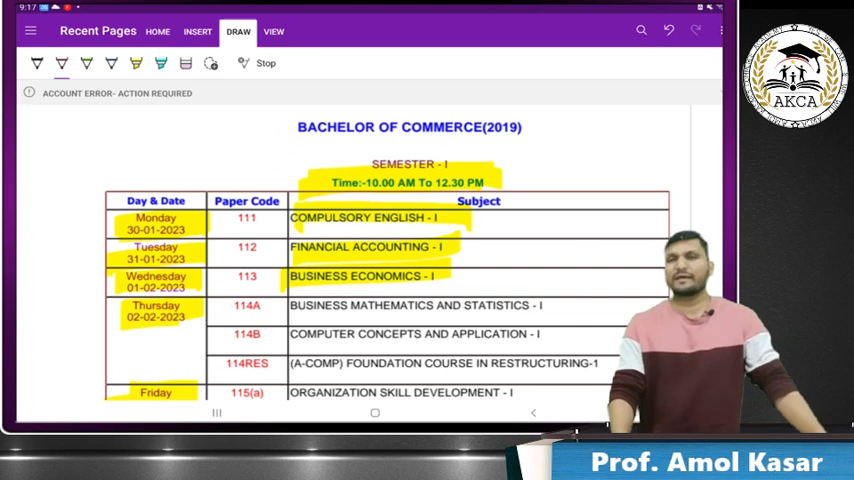 9:17
Recent Pages HOME INSERT DRAW VIEW
Stop
ACCOUNT ERROR- ACTION REQUIRED
BACHELOR OF COMMERCE(2019)
SEMESTER - I
Time:-10.00 AM To 12.30 PM
Day & Date Paper Code Subject
Monday 30-01-2023 111 COMPULSORY ENGLISH - I
Tuesday 31-01-2023 112 FINANCIAL ACCOUNTING - I
Wednesday 01-02-2023 113 BUSINESS ECONOMICS - I
Thursday 02-02-2023 114A BUSINESS MATHEMATICS AND STATISTICS - I
114B COMPUTER CONCEPTS AND APPLICATION - I
114RES (A-COMP) FOUNDATION COURSE IN RESTRUCTURING-1
Friday 115(a) ORGANIZATION SKILL DEVELOPMENT - I
AKCA
Prof. Amol Kasar